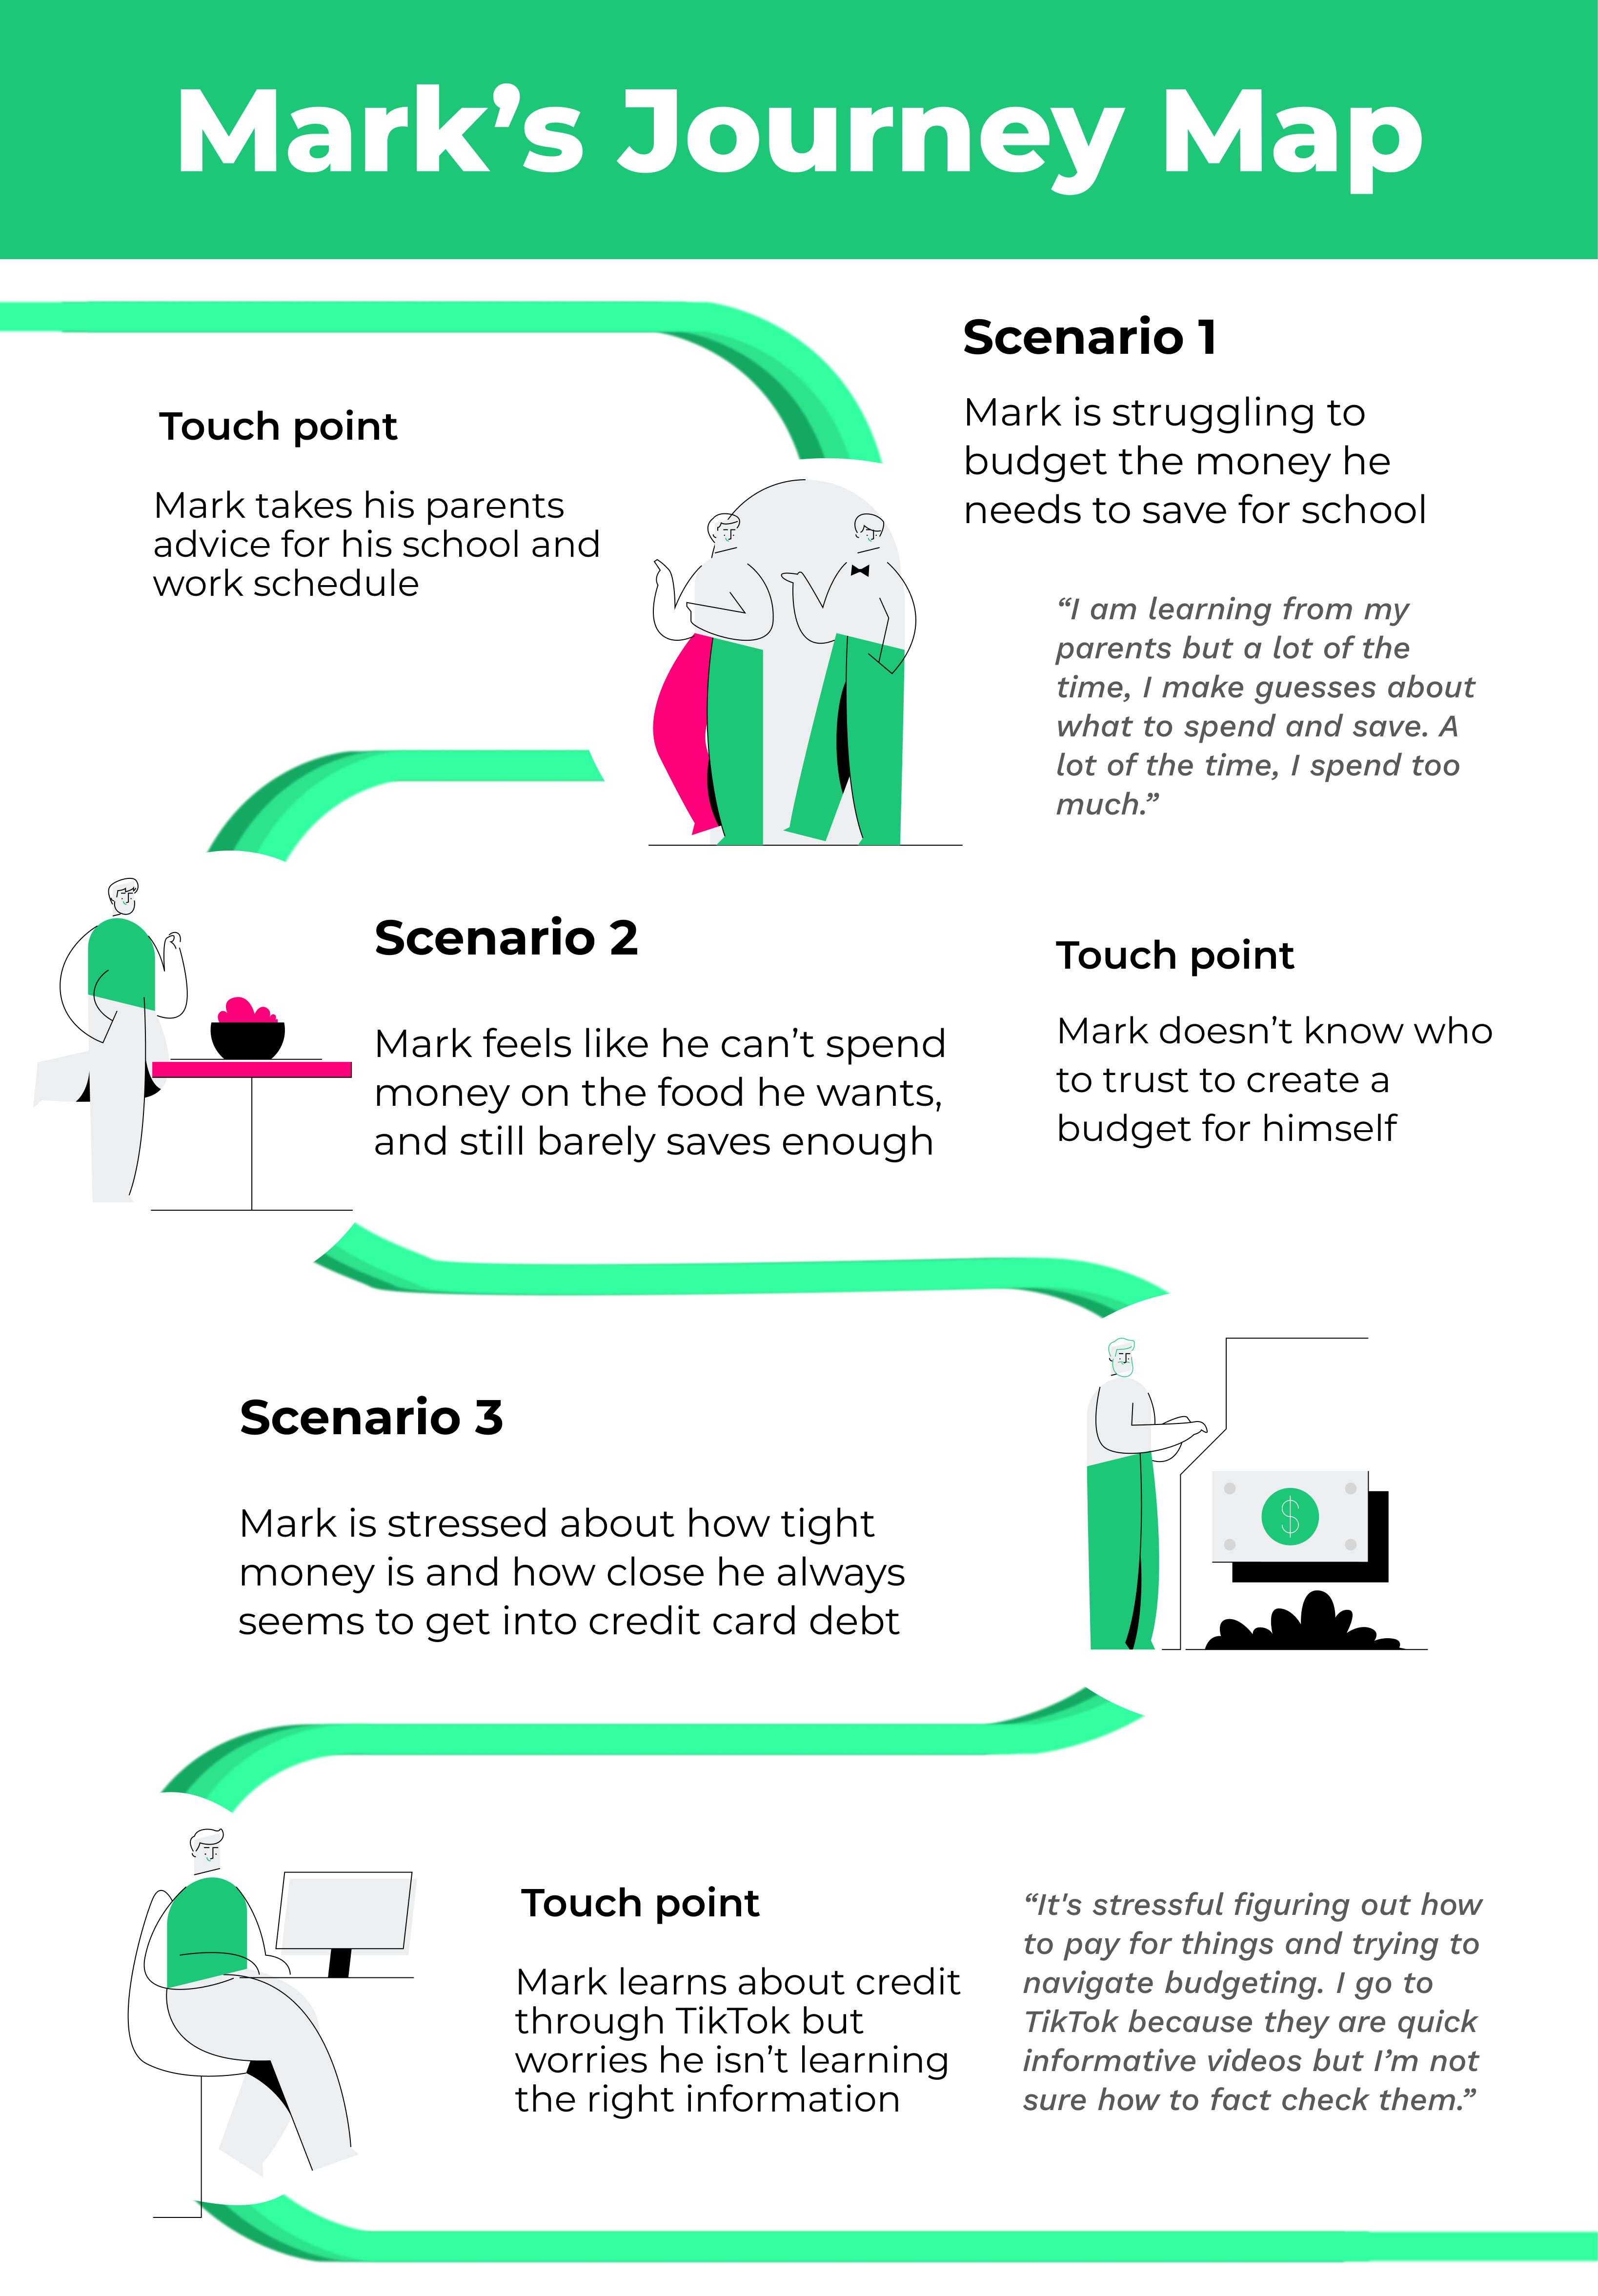 Mark’s Journey Map
Scenario 1
Mark is struggling to
budget the money he
needs to save for school
Touch point
Mark takes his parents
advice for his school and
work schedule
“I am learning from my
parents but a lot of the
time, I make guesses about
what to spend and save. A
lot of the time, I spend too
much.”
Scenario 2
Mark feels like he can’t spend
money on the food he wants,
and still barely saves enough
Touch point
Mark doesn’t know who
to trust to create a
budget for himself
Scenario 3
Mark is stressed about how tight
money is and how close he always
seems to get into credit card debt
$
Touch point
Mark learns about credit
through TikTok but
worries he isn’t learning
the right information
“It's stressful figuring out how
to pay for things and trying to
navigate budgeting. I go to
TikTok because they are quick
informative videos but I’m not
sure how to fact check them.”